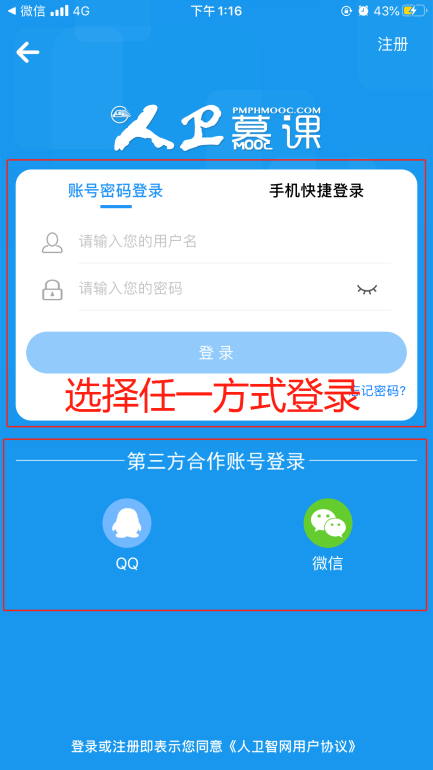 微信 4G 下午1:16 43%
注册
人卫慕课
PMPHMOOC.COM
MOOC
账号密码登录 手机快捷登录
请输入您的用户名
请输入您的密码
登录
选择任一方式登录
忘记密码?
第三方合作账号登录
QQ 微信
登录或注册即表示您同意《人卫智网用户协议》